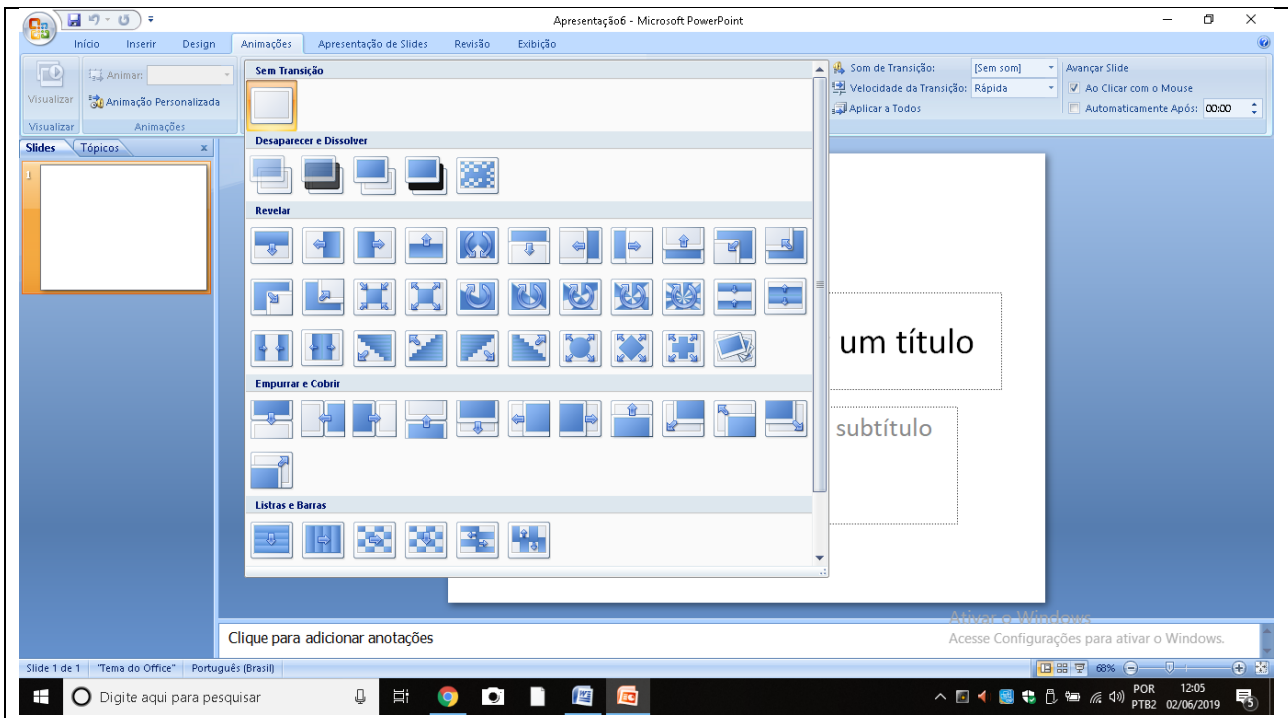 Apresentação6 - Microsoft PowerPoint
Início Inserir Design Animações Apresentação de Slides Revisão Exibição
Visualizar
Animar:
Animação Personalizada
Visualizar Animações
Som de Transição: [Sem som]
Velocidade da Transição: Rápida
Aplicar a Todos
Avançar Slide
Ao Clicar com o Mouse
Automaticamente Após: 00:00
Sem Transição
Desaparecer e Dissolver
Revelar
Empurrar e Cobrir
Listras e Barras
Slides Tópicos x
1
um título
subtítulo
Clique para adicionar anotações
Ativar o Windows
Acesse Configurações para ativar o Windows.
Slide 1 de 1 "Tema do Office" Português (Brasil) 68%
Digite aqui para pesquisar
POR
PTB2
12:05
02/06/2019
5